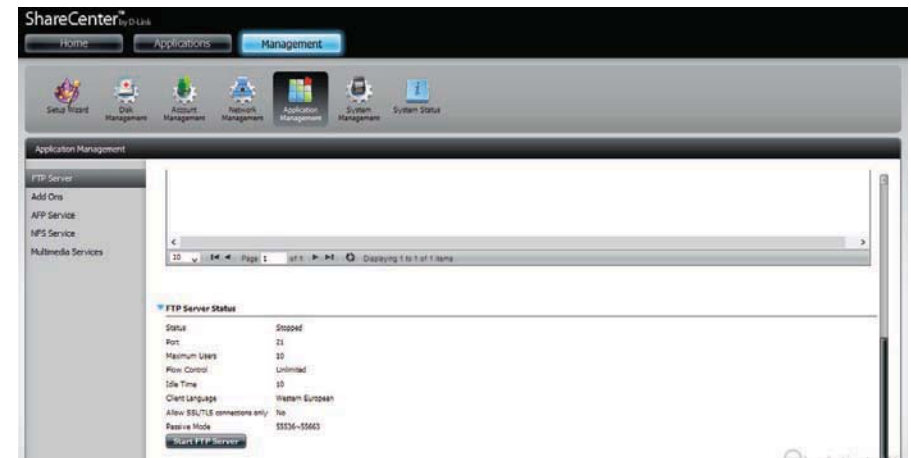 ShareCenter™ by D-Link
Home Applications Management
Setup Wizard Disk Management Account Management Network Management Application Management System Management System Status
Application Management
FTP Server
Add Ons
AFP Service
NFS Service
Multimedia Services
10 Page 1 of 1 Displaying 1 to 1 of 1 items
FTP Server Status
Status Stopped
Port 21
Maximum Users 10
Flow Control Unlimited
Idle Time 10
Client Language Western European
Allow SSL/TLS connections only No
Passive Mode 55536~55663
Start FTP Server